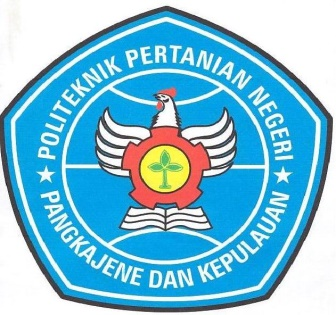 POLITEKNIK PERTANIAN NEGERI
PANGKAJENE DAN KEPULAUAN